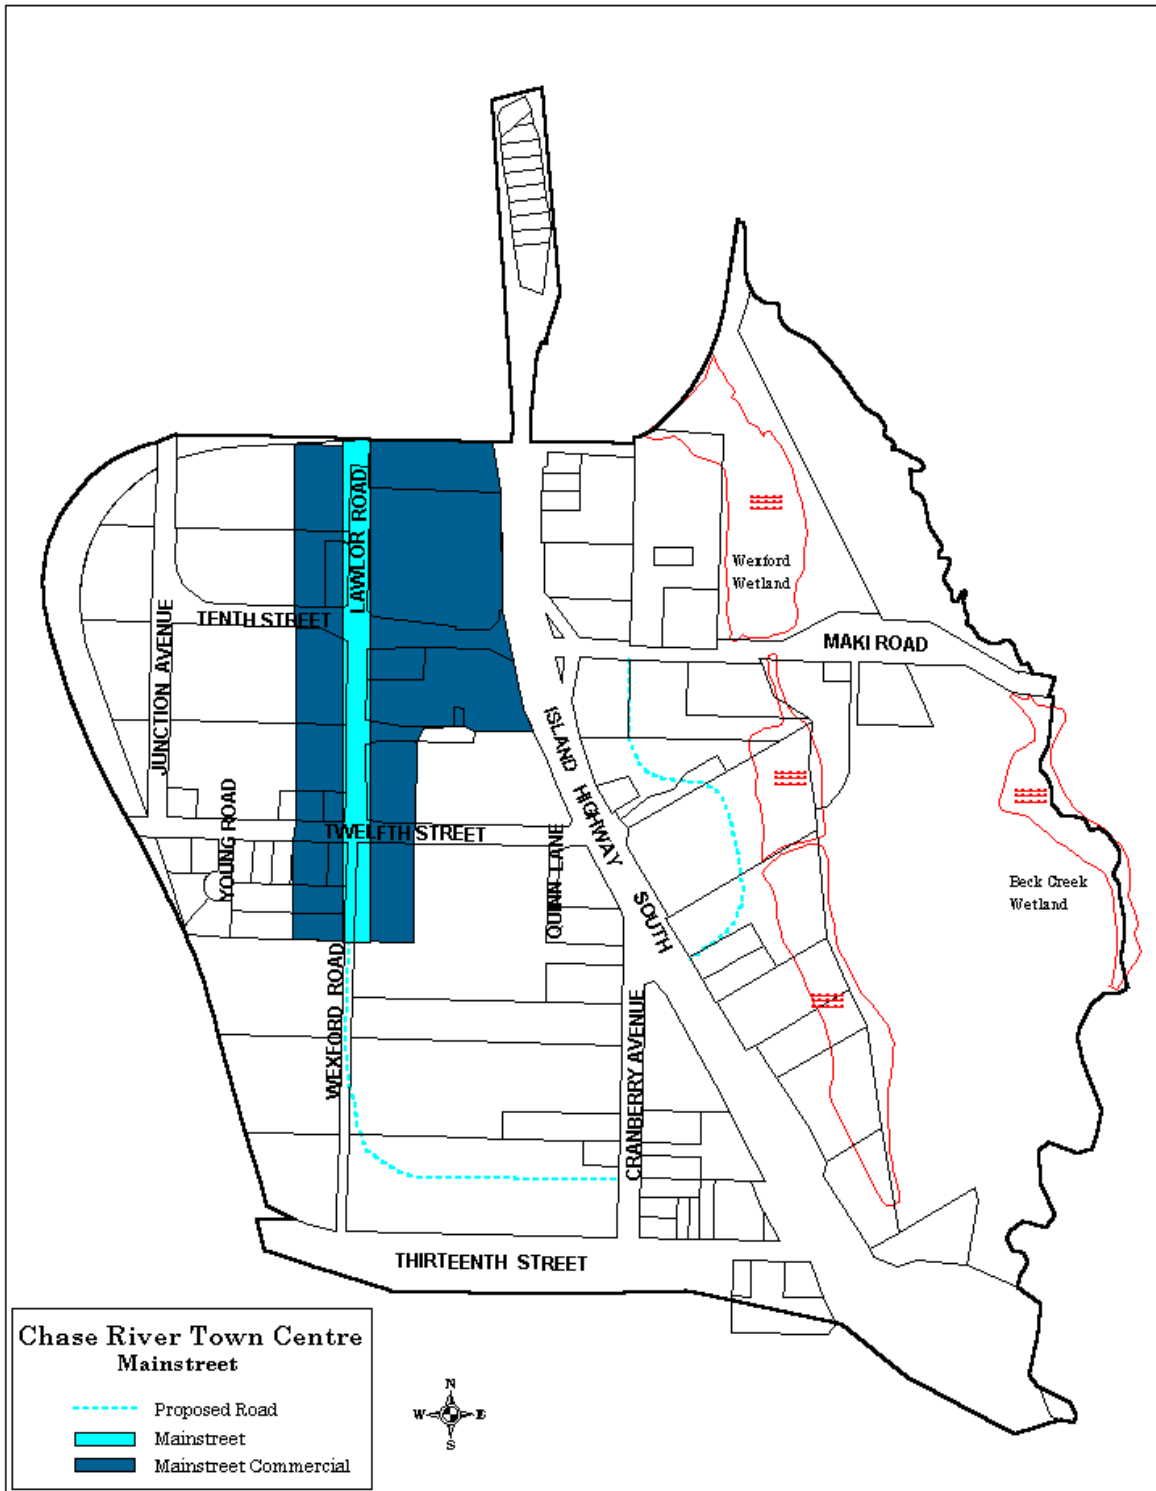 Wexford
Wetland
LAWLOR ROAD
TENTH STREET
JUNCTION AVENUE
MAKI ROAD
ISLAND HIGHWAY SOUTH
YOUNG ROAD
TWELFTH STREET
QUINN LANE
Beck Creek
Wetland
WEXFORD ROAD
CRANBERRY AVENUE
THIRTEENTH STREET
Chase River Town Centre
Mainstreet
Proposed Road
Mainstreet
Mainstreet Commercial
N
W E
S